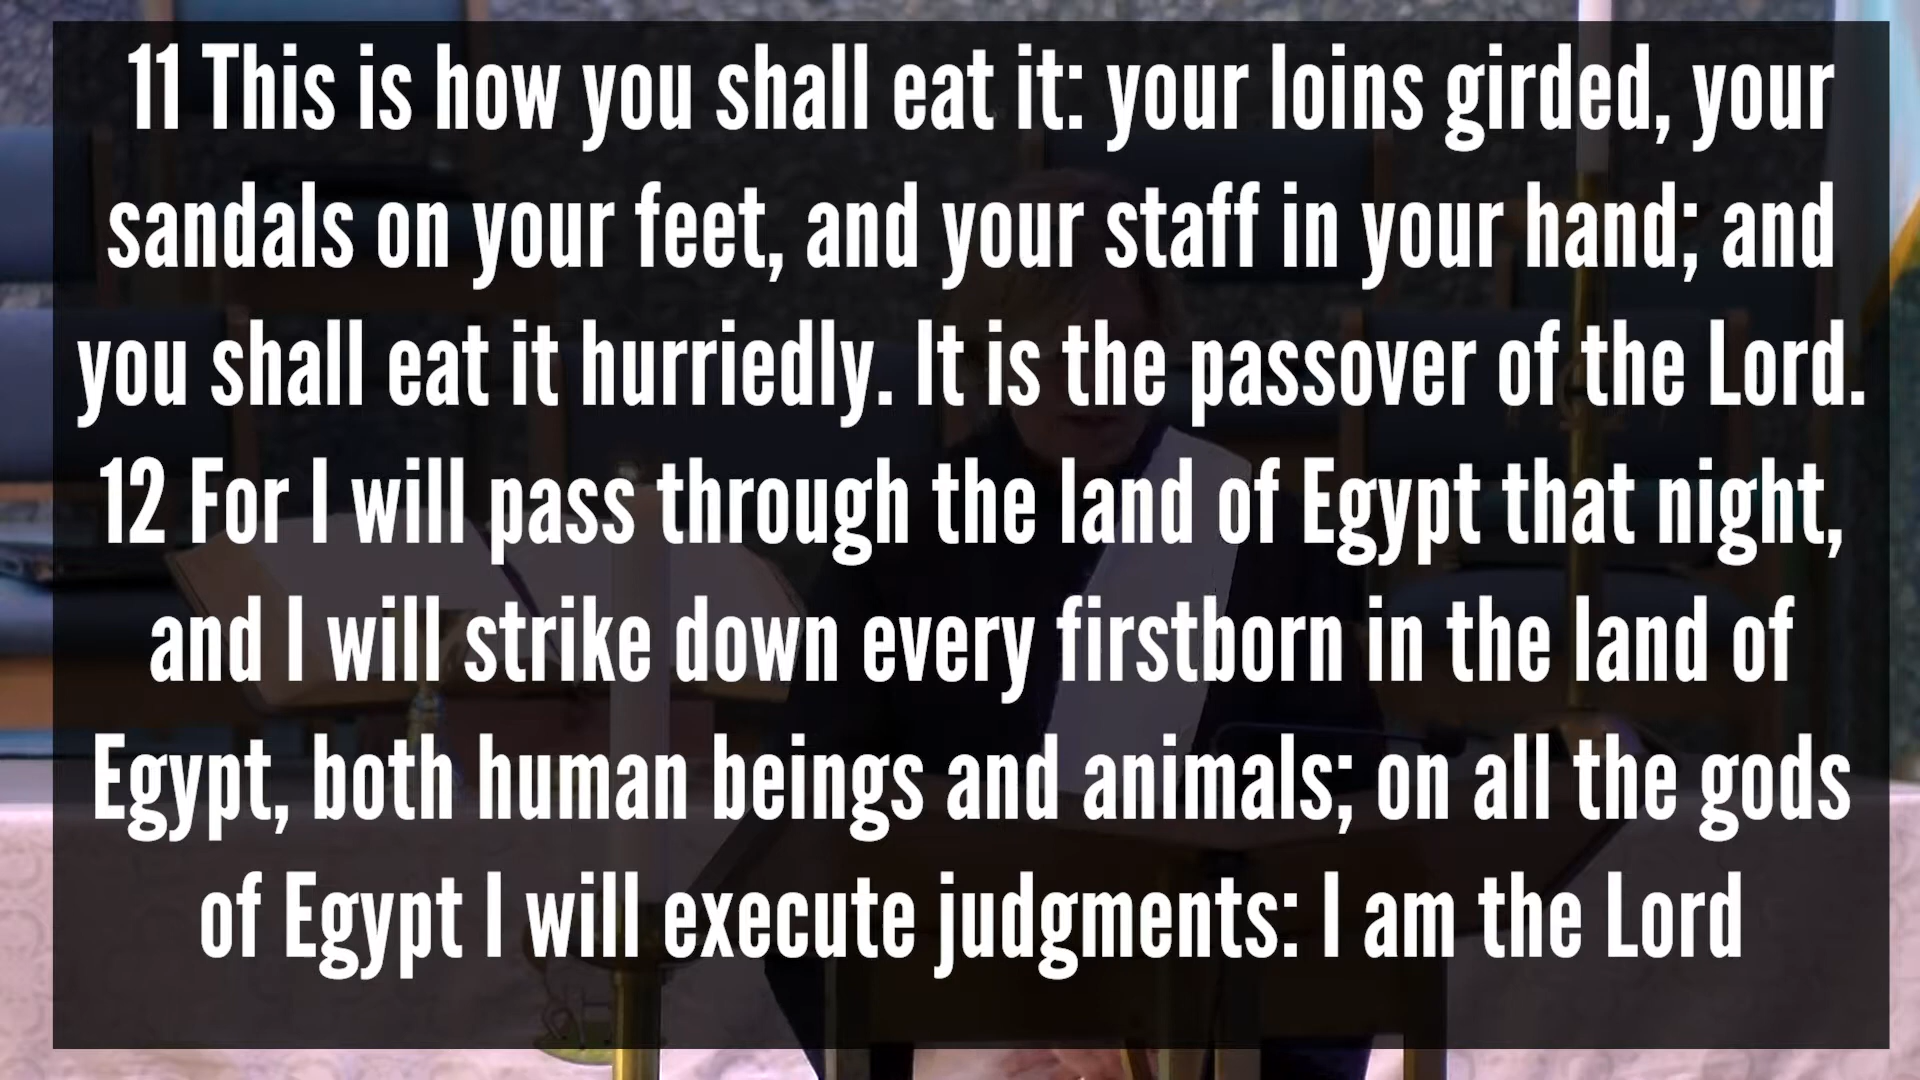 11 This is how you shall eat it: your loins girded, your
sandals on your feet, and your staff in your hand; and
you shall eat it hurriedly. It is the passover of the Lord.
12 For I will pass through the land of Egypt that night,
and I will strike down every firstborn in the land of
Egypt, both human beings and animals; on all the gods
of Egypt I will execute judgments: I am the Lord